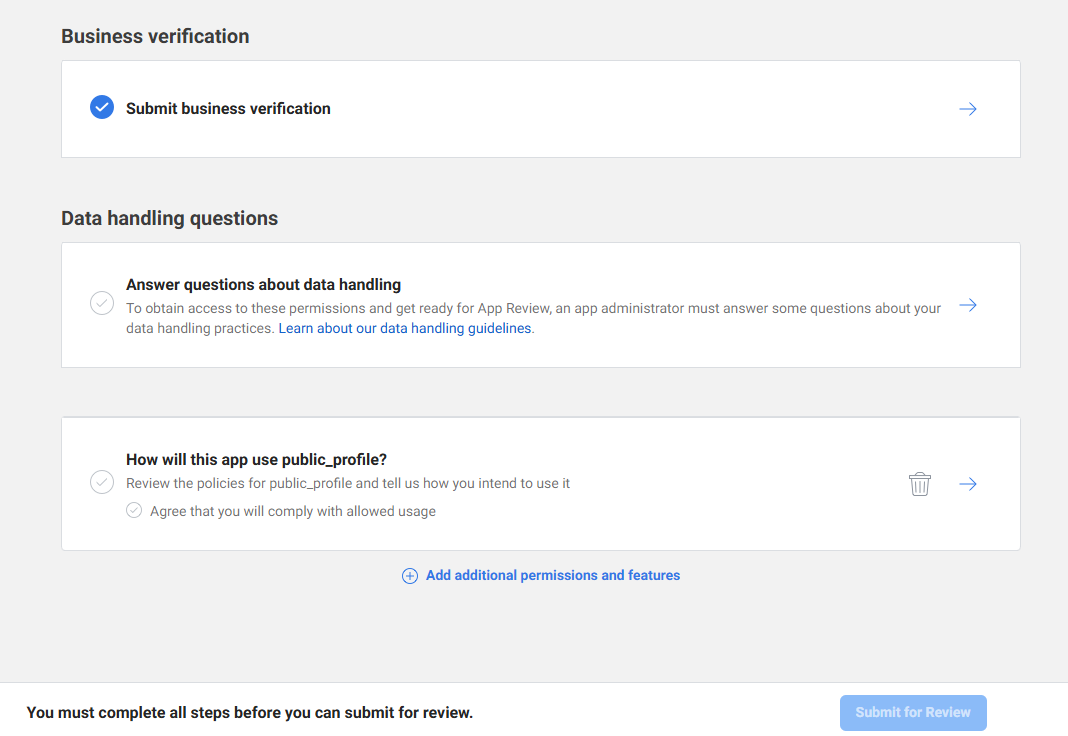 Business verification
Submit business verification
Data handling questions
Answer questions about data handling
To obtain access to these permissions and get ready for App Review, an app administrator must answer some questions about your
data handling practices. Learn about our data handling guidelines.
How will this app use public_profile?
Review the policies for public_profile and tell us how you intend to use it
Agree that you will comply with allowed usage
Add additional permissions and features
You must complete all steps before you can submit for review.
Submit for Review